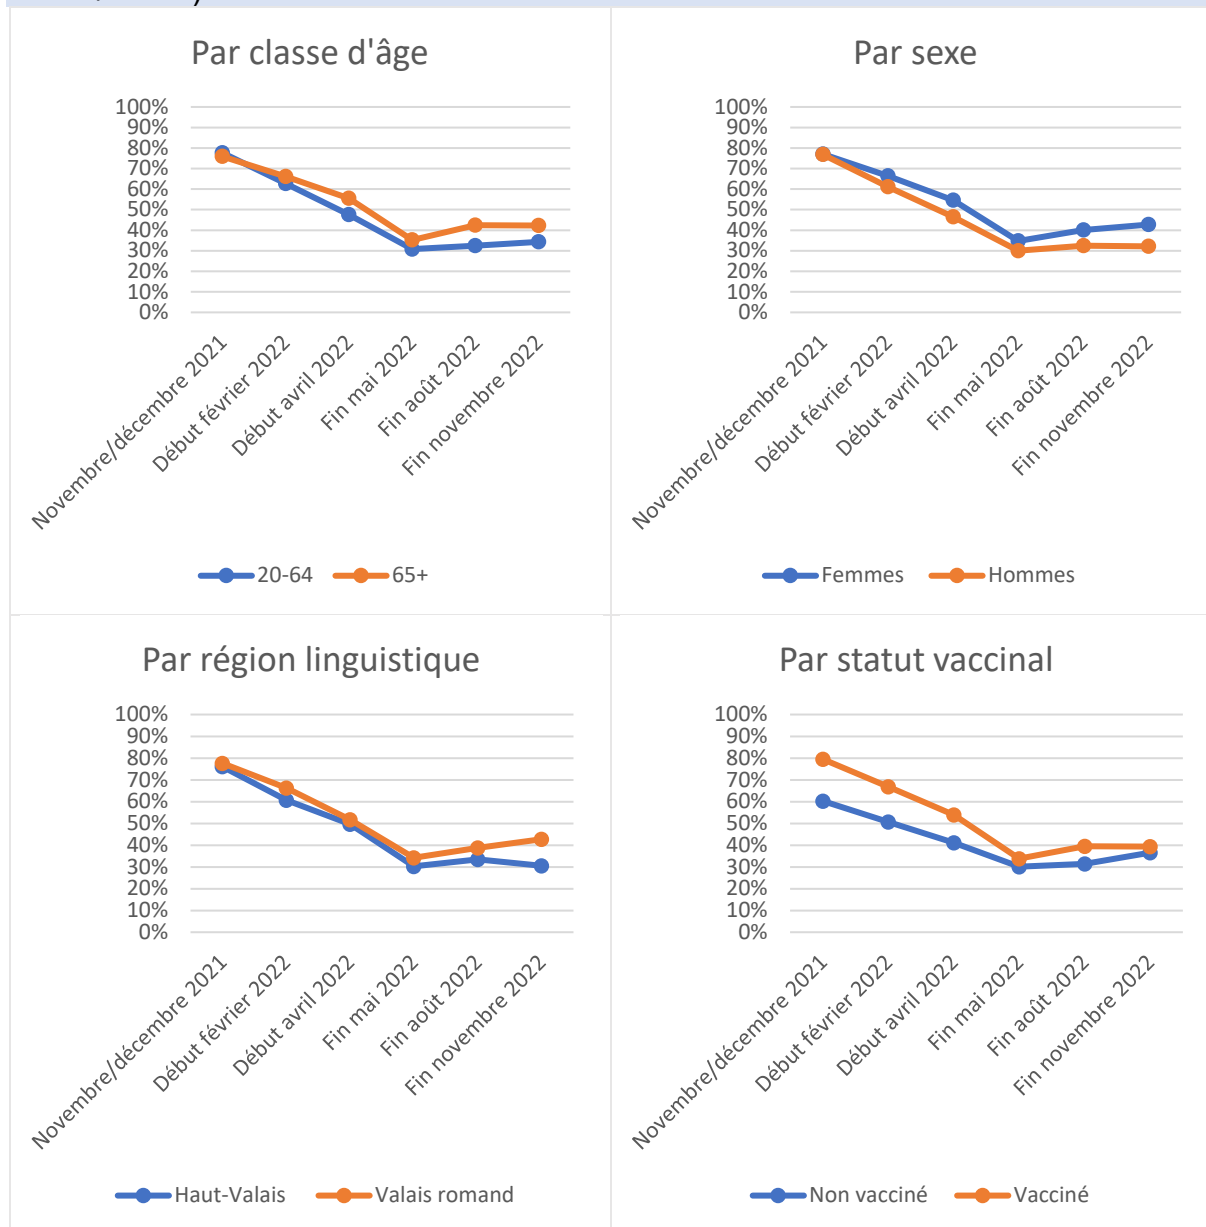 Par classe d'âge
100%
90%
80%
70%
60%
50%
40%
30%
20%
10%
0%
Novembre/décembre 2021
Début février 2022
Début avril 2022
Fin mai 2022
Fin août 2022
Fin novembre 2022
20-64
65+
Par sexe
100%
90%
80%
70%
60%
50%
40%
30%
20%
10%
0%
Novembre/décembre 2021
Début février 2022
Début avril 2022
Fin mai 2022
Fin août 2022
Fin novembre 2022
Femmes
Hommes
Par région linguistique
100%
90%
80%
70%
60%
50%
40%
30%
20%
10%
0%
Novembre/décembre 2021
Début février 2022
Début avril 2022
Fin mai 2022
Fin août 2022
Fin novembre 2022
Haut-Valais
Valais romand
Par statut vaccinal
100%
90%
80%
70%
60%
50%
40%
30%
20%
10%
0%
Novembre/décembre 2021
Début février 2022
Début avril 2022
Fin mai 2022
Fin août 2022
Fin novembre 2022
Non vacciné
Vacciné